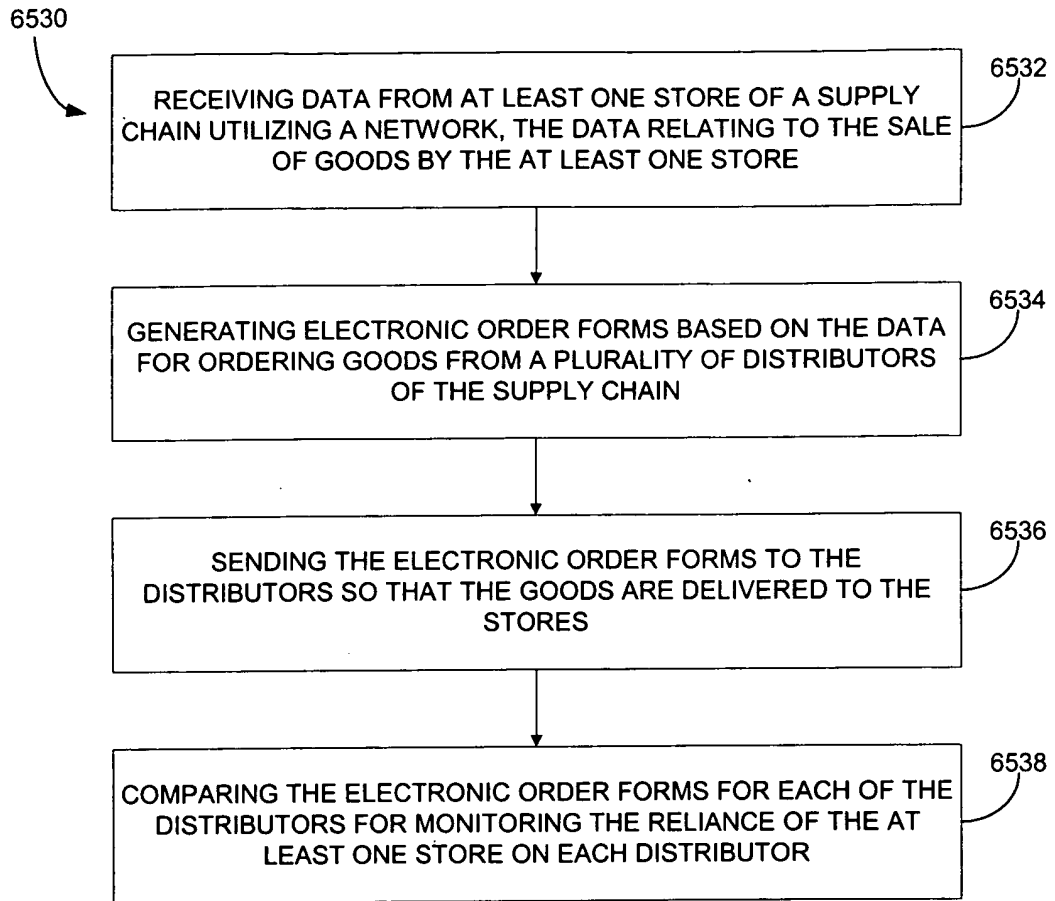 6530
6532
RECEIVING DATA FROM AT LEAST ONE STORE OF A SUPPLY
CHAIN UTILIZING A NETWORK, THE DATA RELATING TO THE SALE
OF GOODS BY THE AT LEAST ONE STORE
6534
GENERATING ELECTRONIC ORDER FORMS BASED ON THE DATA
FOR ORDERING GOODS FROM A PLURALITY OF DISTRIBUTORS
OF THE SUPPLY CHAIN
6536
SENDING THE ELECTRONIC ORDER FORMS TO THE
DISTRIBUTORS SO THAT THE GOODS ARE DELIVERED TO THE
STORES
6538
COMPARING THE ELECTRONIC ORDER FORMS FOR EACH OF THE
DISTRIBUTORS FOR MONITORING THE RELIANCE OF THE AT
LEAST ONE STORE ON EACH DISTRIBUTOR